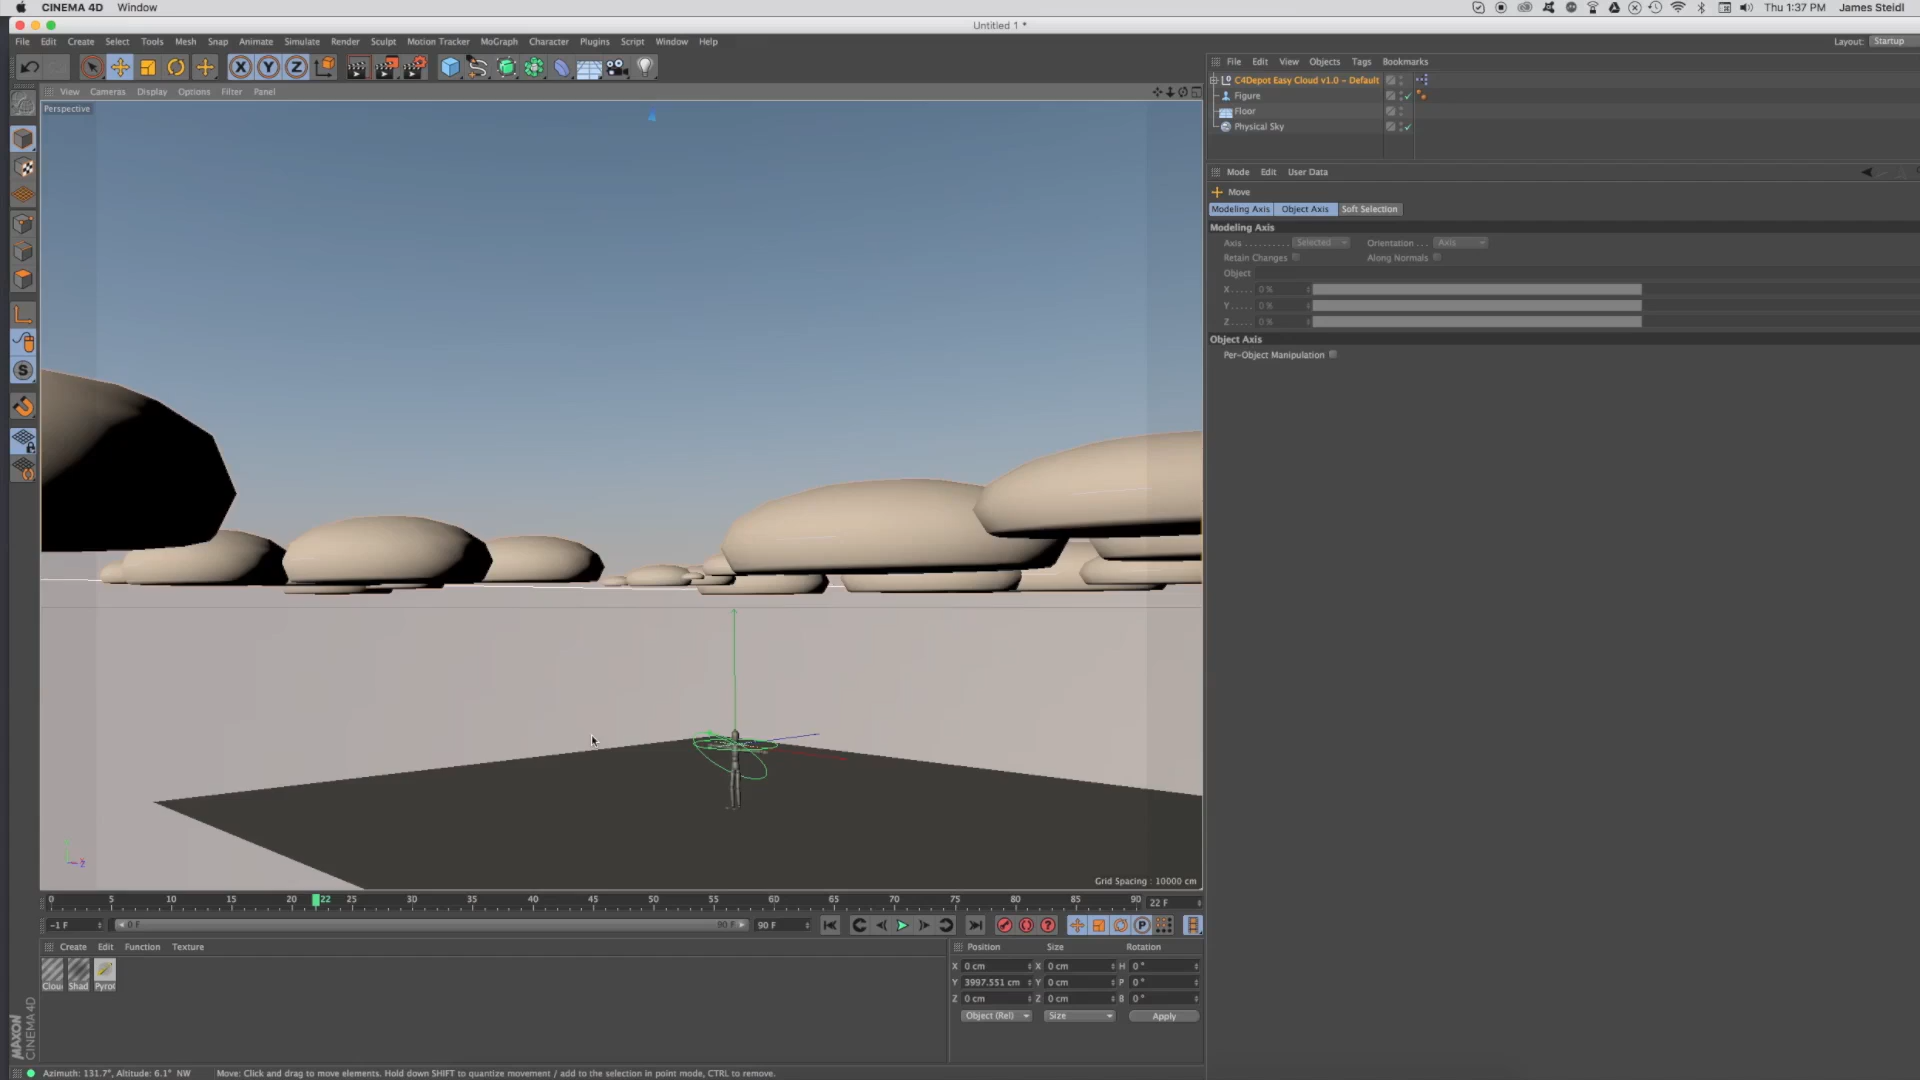 CINEMA 4D Window Thu 1:37 PM James Steidl
Untitled 1 *
File Edit Create Select Tools Mesh Snap Animate Simulate Render Sculpt Motion Tracker MoGraph Character Plugins Script Window Help Layout: Startup
X Y Z
File Edit View Objects Tags Bookmarks
C4Depot Easy Cloud v1.0 - Default
Figure
Floor
Physical Sky
View Cameras Display Options Filter Panel
Perspective
Mode Edit User Data
Move
Modeling Axis Object Axis Soft Selection
Modeling Axis
Axis . . . . . . . . . . Selected Orientation . . . Axis
Retain Changes Along Normals
Object
X . . . . . 0 %
Y . . . . . 0 %
Z . . . . . 0 %
Object Axis
Per-Object Manipulation
S
Grid Spacing : 10000 cm
0 5 10 15 20 22 25 30 35 40 45 50 55 60 65 70 75 80 85 90 22 F
-1 F 0 F 90 F 90 F P
Create Edit Function Texture
Clou Shad Pyro
Position Size Rotation
X 0 cm X 0 cm H 0 °
Y 3997.551 cm Y 0 cm P 0 °
Z 0 cm Z 0 cm B 0 °
Object (Rel) Size Apply
MAXON
CINEMA 4D
Azimuth: 131.7°, Altitude: 6.1° NW Move: Click and drag to move elements. Hold down SHIFT to quantize movement / add to the selection in point mode, CTRL to remove.